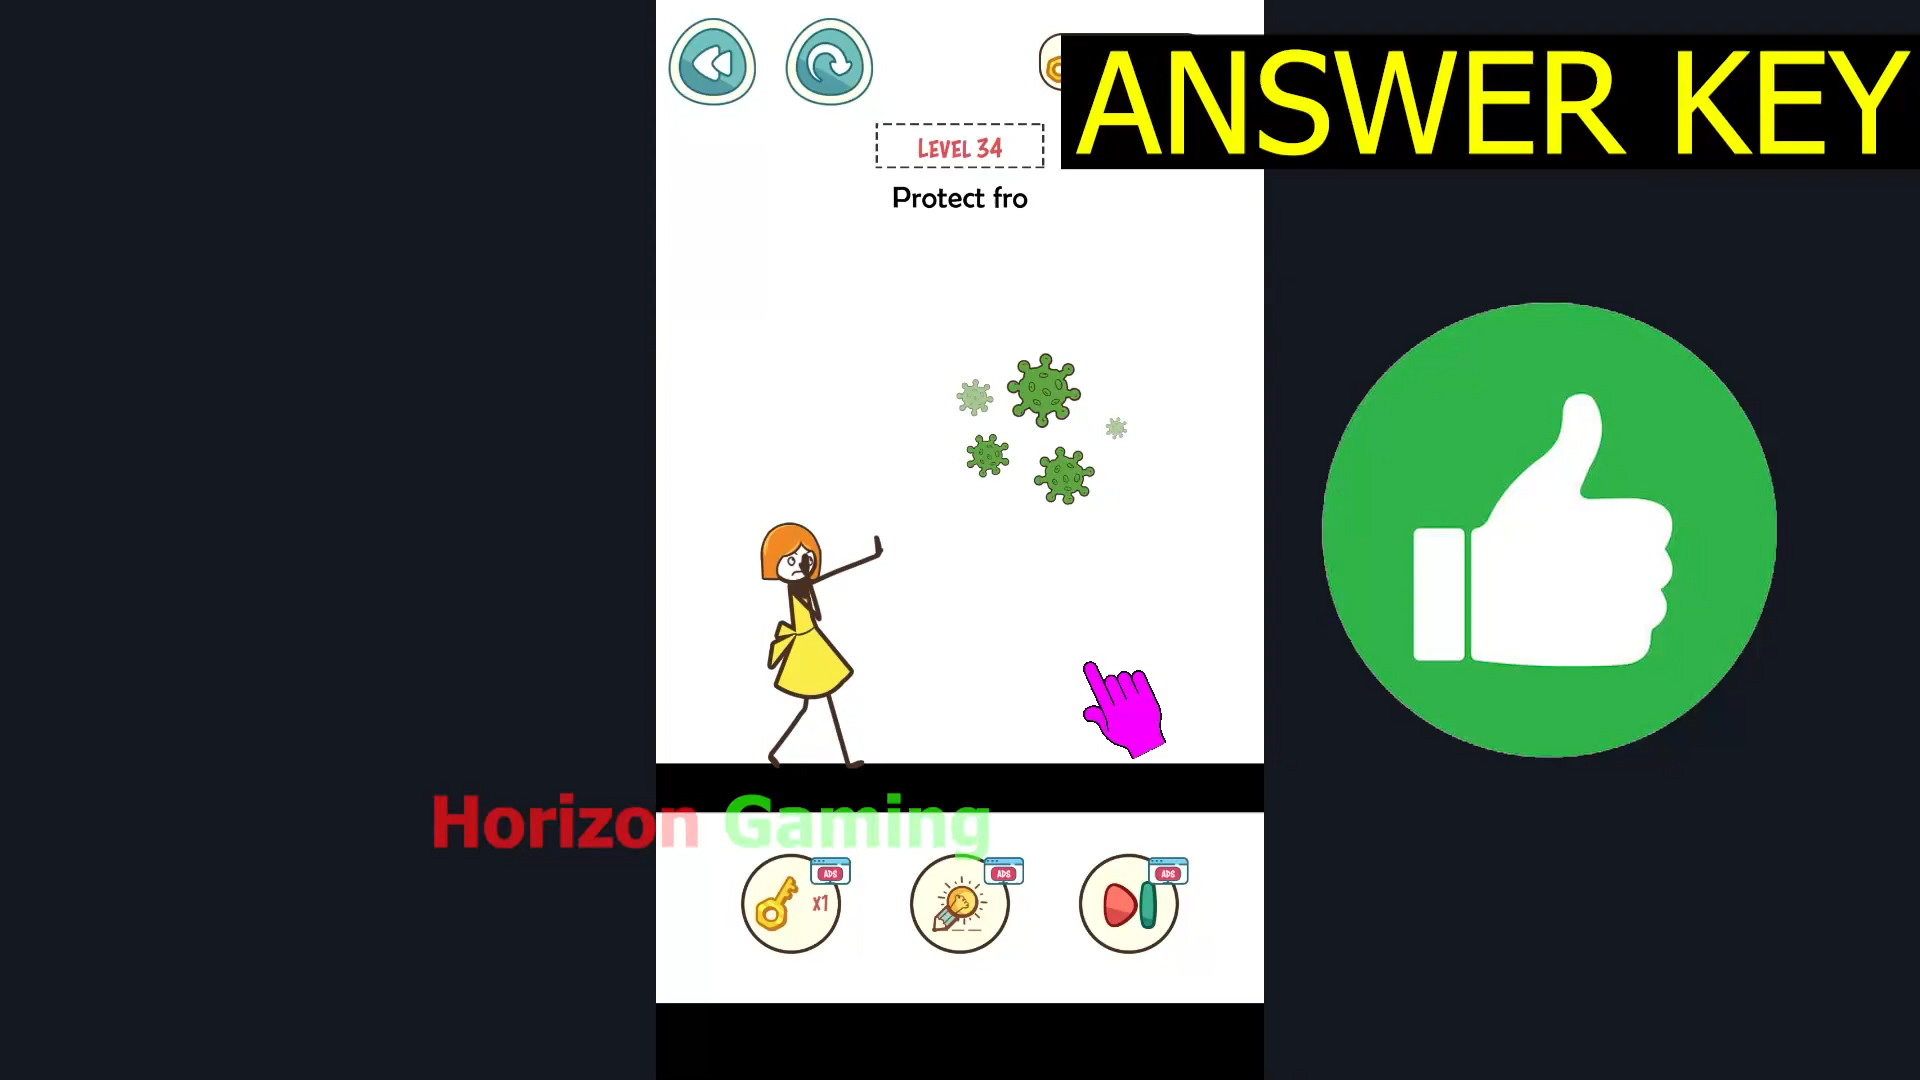 ANSWER KEY
LEVEL 34
Protect fro
Horizon Gaming
ADS
ADS
ADS
X1